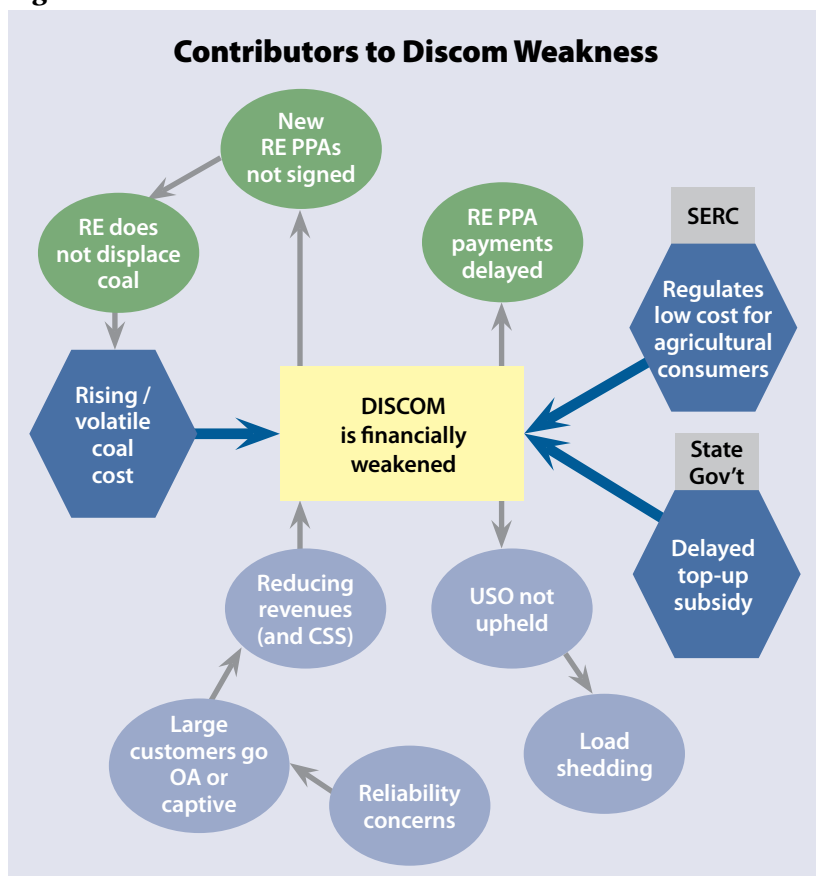 Contributors to Discom Weakness
New
RE PPAs
not signed
RE does
not displace
coal
RE PPA
payments
delayed
SERC
Regulates
low cost for
agricultural
consumers
Rising /
volatile
coal
cost
DISCOM
is financially
weakened
State
Gov't
Delayed
top-up
subsidy
Reducing
revenues
(and CSS)
USO not
upheld
Large
customers go
OA or
captive
Reliability
concerns
Load
shedding